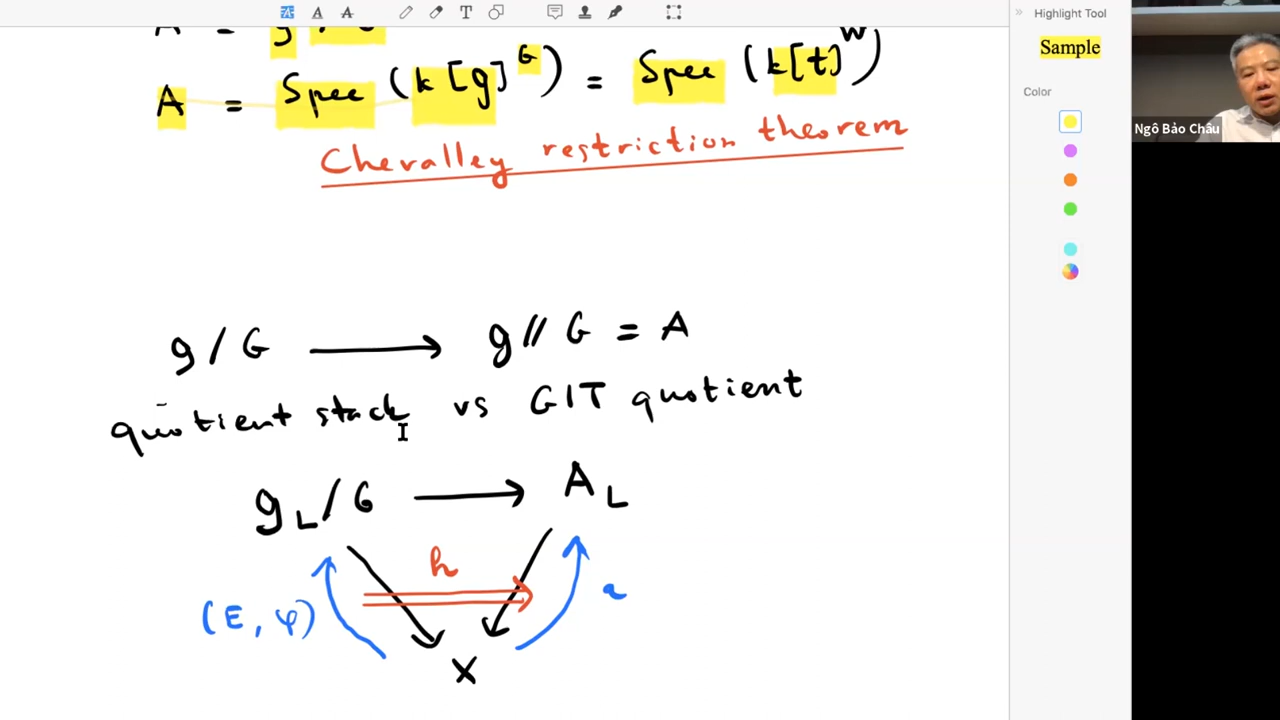 Highlight Tool
Sample
Color
Ngô Bảo Châu
A = Spec (k[g]^G) = Spec (k[t]^W)
Chevalley restriction theorem
g / G → g // G = A
quotient stack vs GIT quotient
g_L / G → A_L
h
(E, φ) a
X